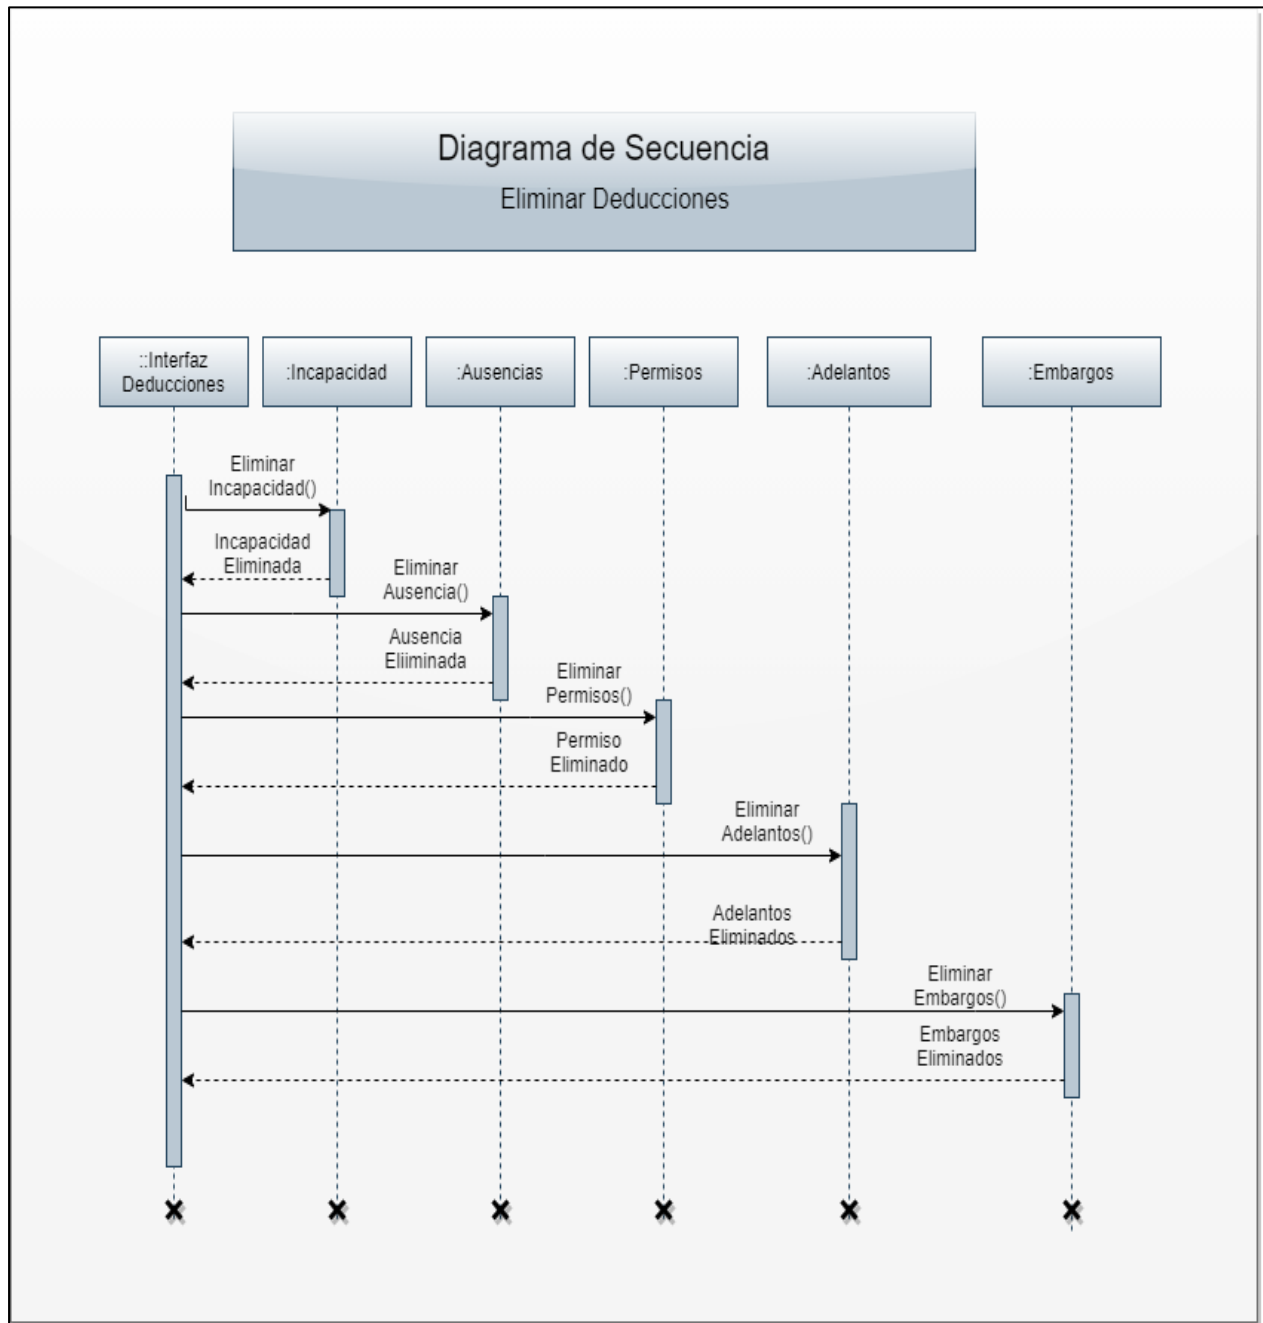 Diagrama de Secuencia
Eliminar Deducciones
::Interfaz
Deducciones
:Incapacidad
:Ausencias
:Permisos
:Adelantos
:Embargos
Eliminar
Incapacidad()
Incapacidad
Eliminada
Eliminar
Ausencia()
Ausencia
Eliiminada
Eliminar
Permisos()
Permiso
Eliminado
Eliminar
Adelantos()
Adelantos
Eliminados
Eliminar
Embargos()
Embargos
Eliminados